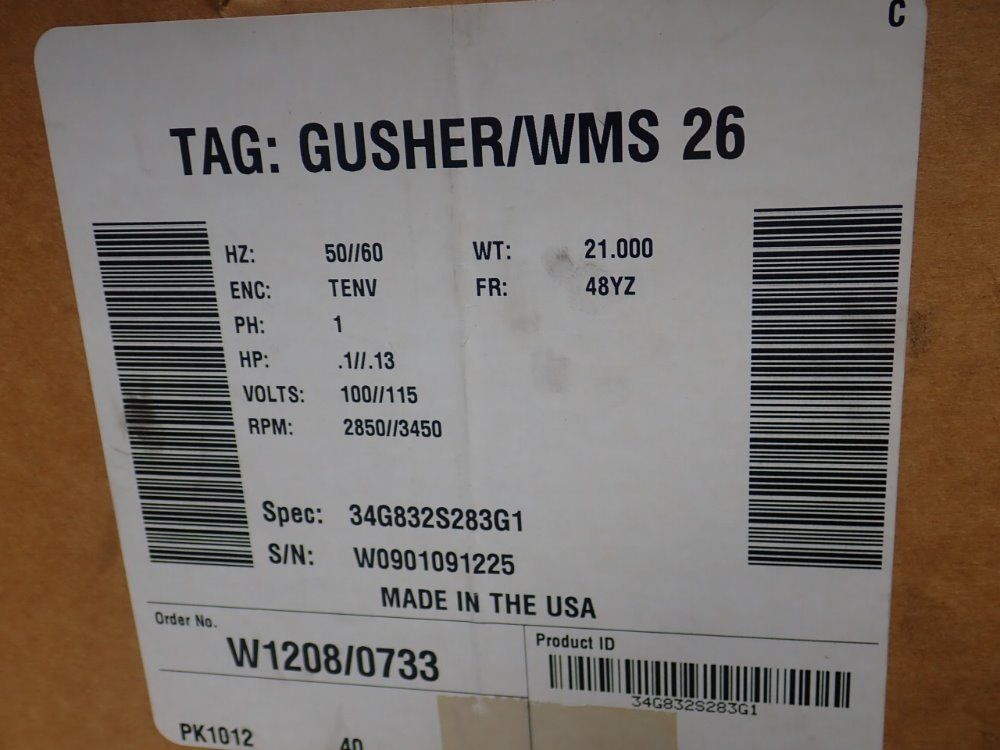 C
TAG: GUSHER/WMS 26
HZ: 50//60 WT: 21.000
ENC: TENV FR: 48YZ
PH: 1
HP: .1//.13
VOLTS: 100//115
RPM: 2850//3450
Spec: 34G832S283G1
S/N: W0901091225
MADE IN THE USA
Order No.
W1208/0733
Product ID
34G832S283G1
PK1012 40